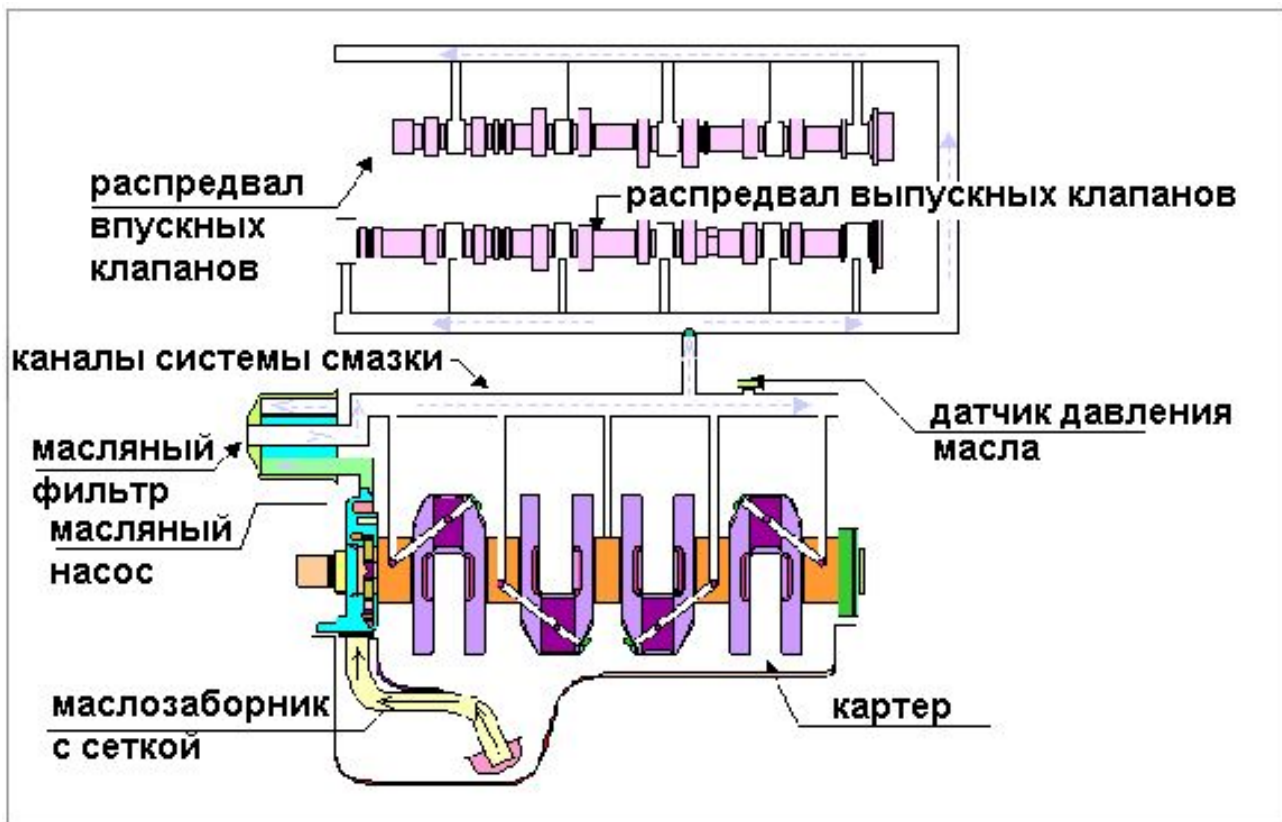 распредвал
впускных
клапанов
распредвал выпускных клапанов
каналы системы смазки
датчик давления
масла
масляный
фильтр
масляный
насос
маслозаборник
с сеткой
картер